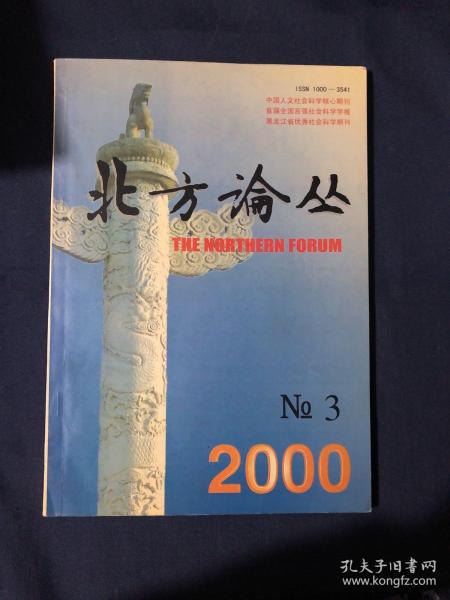 ISSN 1000-3541
中国人文社会科学核心期刊
首届全国百强社会科学学报
黑龙江省优秀社会科学期刊
北方論丛
THE NORTHERN FORUM
№ 3
2000
孔夫子旧书网
www.kongfz.com